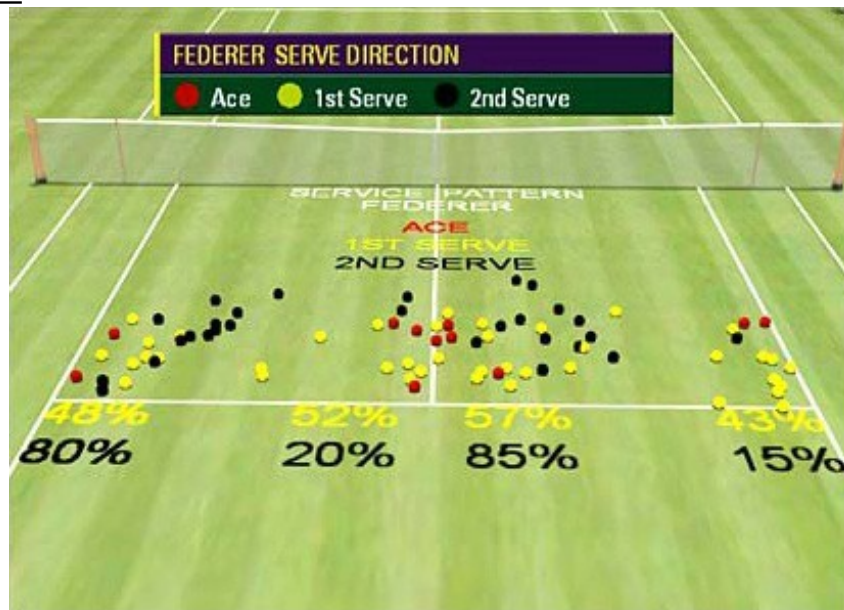 FEDERER SERVE DIRECTION
Ace 1st Serve 2nd Serve
SERVICE PATTERN
FEDERER
ACE
1ST SERVE
2ND SERVE
48% 52% 57% 43%
80% 20% 85% 15%